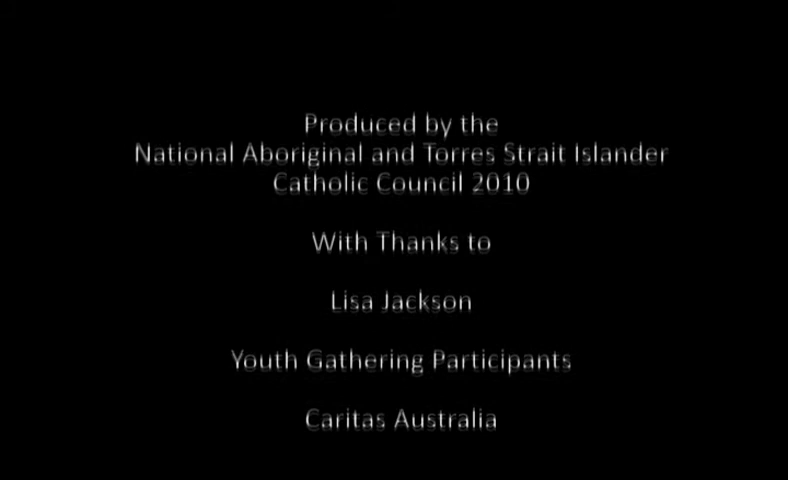 Produced by the
National Aboriginal and Torres Strait Islander
Catholic Council 2010
With Thanks to
Lisa Jackson
Youth Gathering Participants
Caritas Australia